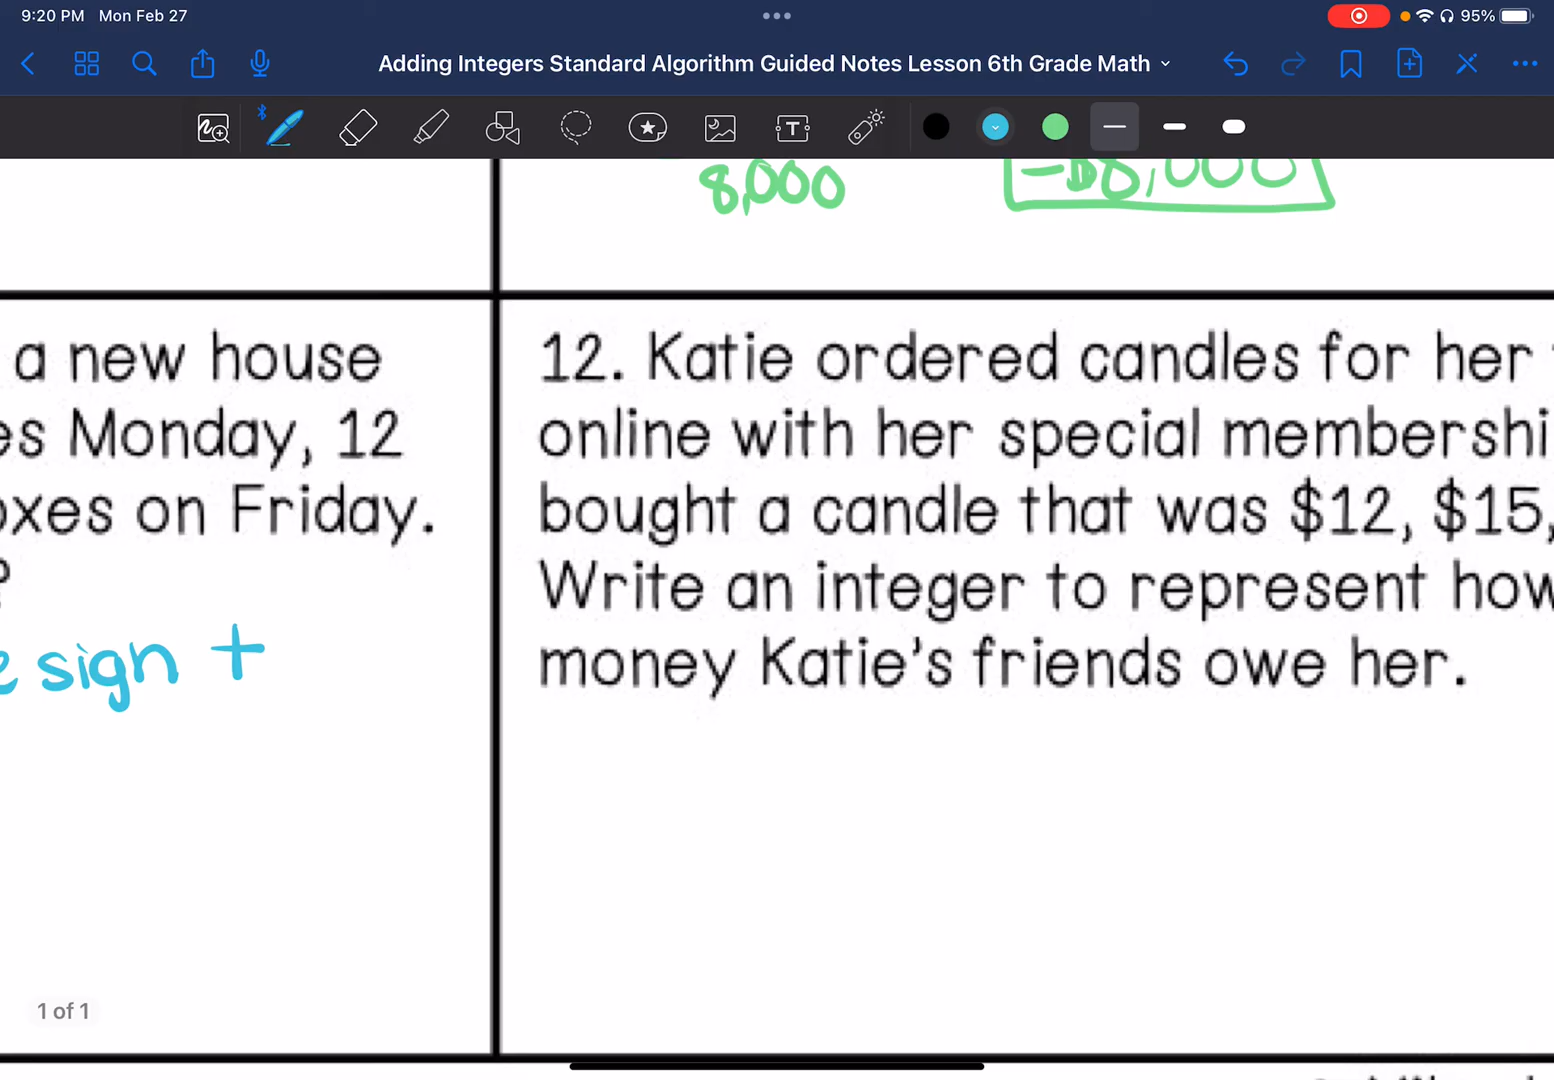 9:20 PM Mon Feb 27
95%
Adding Integers Standard Algorithm Guided Notes Lesson 6th Grade Math
T
8,000
-$8,000
a new house
es Monday, 12
oxes on Friday.
?
sign +
12. Katie ordered candles for her
online with her special membershi
bought a candle that was $12, $15,
Write an integer to represent how
money Katie's friends owe her.
1 of 1